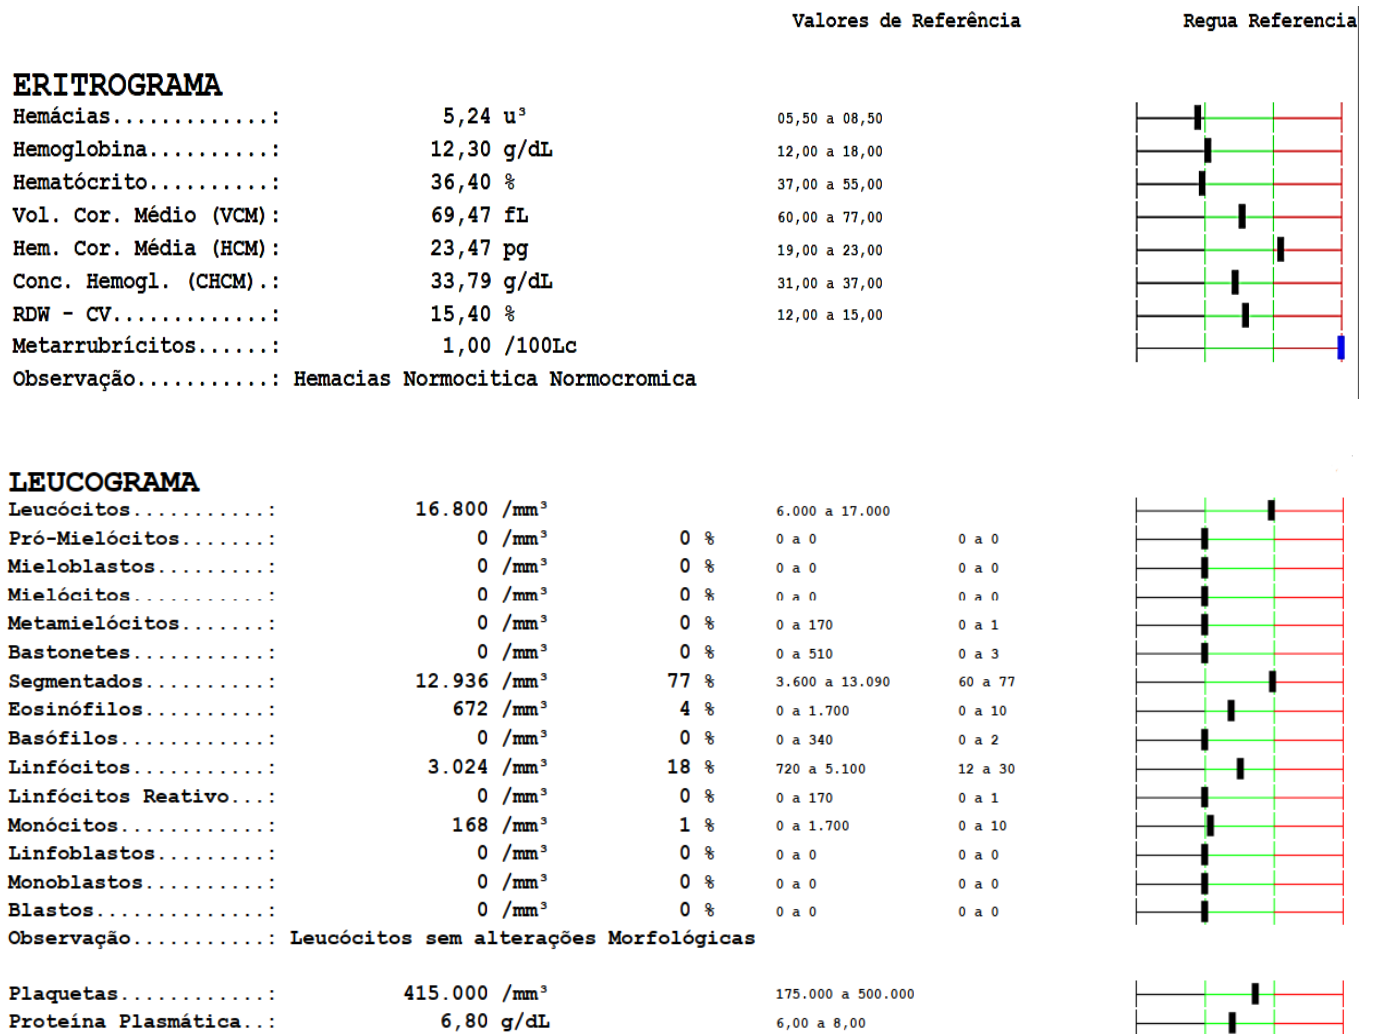 Valores de Referência Regua Referencia
ERITROGRAMA
Hemácias.............: 5,24 u³ 05,50 a 08,50
Hemoglobina..........: 12,30 g/dL 12,00 a 18,00
Hematócrito..........: 36,40 % 37,00 a 55,00
Vol. Cor. Médio (VCM): 69,47 fL 60,00 a 77,00
Hem. Cor. Média (HCM): 23,47 pg 19,00 a 23,00
Conc. Hemogl. (CHCM).: 33,79 g/dL 31,00 a 37,00
RDW - CV.............: 15,40 % 12,00 a 15,00
Metarrubrícitos......: 1,00 /100Lc
Observação...........: Hemacias Normocitica Normocromica
LEUCOGRAMA
Leucócitos...........: 16.800 /mm³ 6.000 a 17.000
Pró-Mielócitos.......: 0 /mm³ 0 % 0 a 0 0 a 0
Mieloblastos.........: 0 /mm³ 0 % 0 a 0 0 a 0
Mielócitos...........: 0 /mm³ 0 % 0 a 0 0 a 0
Metamielócitos.......: 0 /mm³ 0 % 0 a 170 0 a 1
Bastonetes...........: 0 /mm³ 0 % 0 a 510 0 a 3
Segmentados..........: 12.936 /mm³ 77 % 3.600 a 13.090 60 a 77
Eosinófilos..........: 672 /mm³ 4 % 0 a 1.700 0 a 10
Basófilos............: 0 /mm³ 0 % 0 a 340 0 a 2
Linfócitos...........: 3.024 /mm³ 18 % 720 a 5.100 12 a 30
Linfócitos Reativo...: 0 /mm³ 0 % 0 a 170 0 a 1
Monócitos............: 168 /mm³ 1 % 0 a 1.700 0 a 10
Linfoblastos.........: 0 /mm³ 0 % 0 a 0 0 a 0
Monoblastos..........: 0 /mm³ 0 % 0 a 0 0 a 0
Blastos..............: 0 /mm³ 0 % 0 a 0 0 a 0
Observação...........: Leucócitos sem alterações Morfológicas
Plaquetas............: 415.000 /mm³ 175.000 a 500.000
Proteína Plasmática..: 6,80 g/dL 6,00 a 8,00